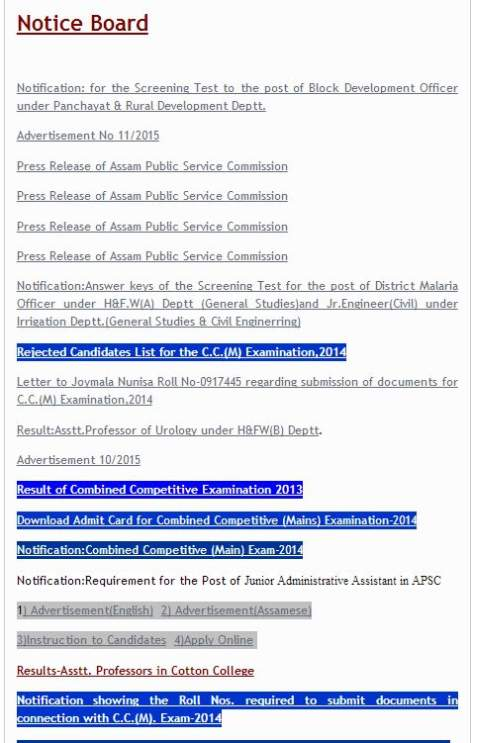 Notice Board
Notification: for the Screening Test to the post of Block Development Officer
under Panchayat & Rural Development Deptt.
Advertisement No 11/2015
Press Release of Assam Public Service Commission
Press Release of Assam Public Service Commission
Press Release of Assam Public Service Commission
Press Release of Assam Public Service Commission
Notification:Answer keys of the Screening Test for the post of District Malaria
Officer under H&F.W(A) Deptt (General Studies)and Jr.Engineer(Civil) under
Irrigation Deptt.(General Studies & Civil Enginerring)
Rejected Candidates List for the C.C.(M) Examination,2014
Letter to Joymala Nunisa Roll No-0917445 regarding submission of documents for
C.C.(M) Examination,2014
Result:Asstt.Professor of Urology under H&FW(B) Deptt.
Advertisement 10/2015
Result of Combined Competitive Examination 2013
Download Admit Card for Combined Competitive (Mains) Examination-2014
Notification:Combined Competitive (Main) Exam-2014
Notification:Requirement for the Post of Junior Administrative Assistant in APSC
1) Advertisement(English) 2) Advertisement(Assamese)
3)Instruction to Candidates 4)Apply Online
Results-Asstt. Professors in Cotton College
Notification showing the Roll Nos. required to submit documents in
connection with C.C.(M). Exam-2014